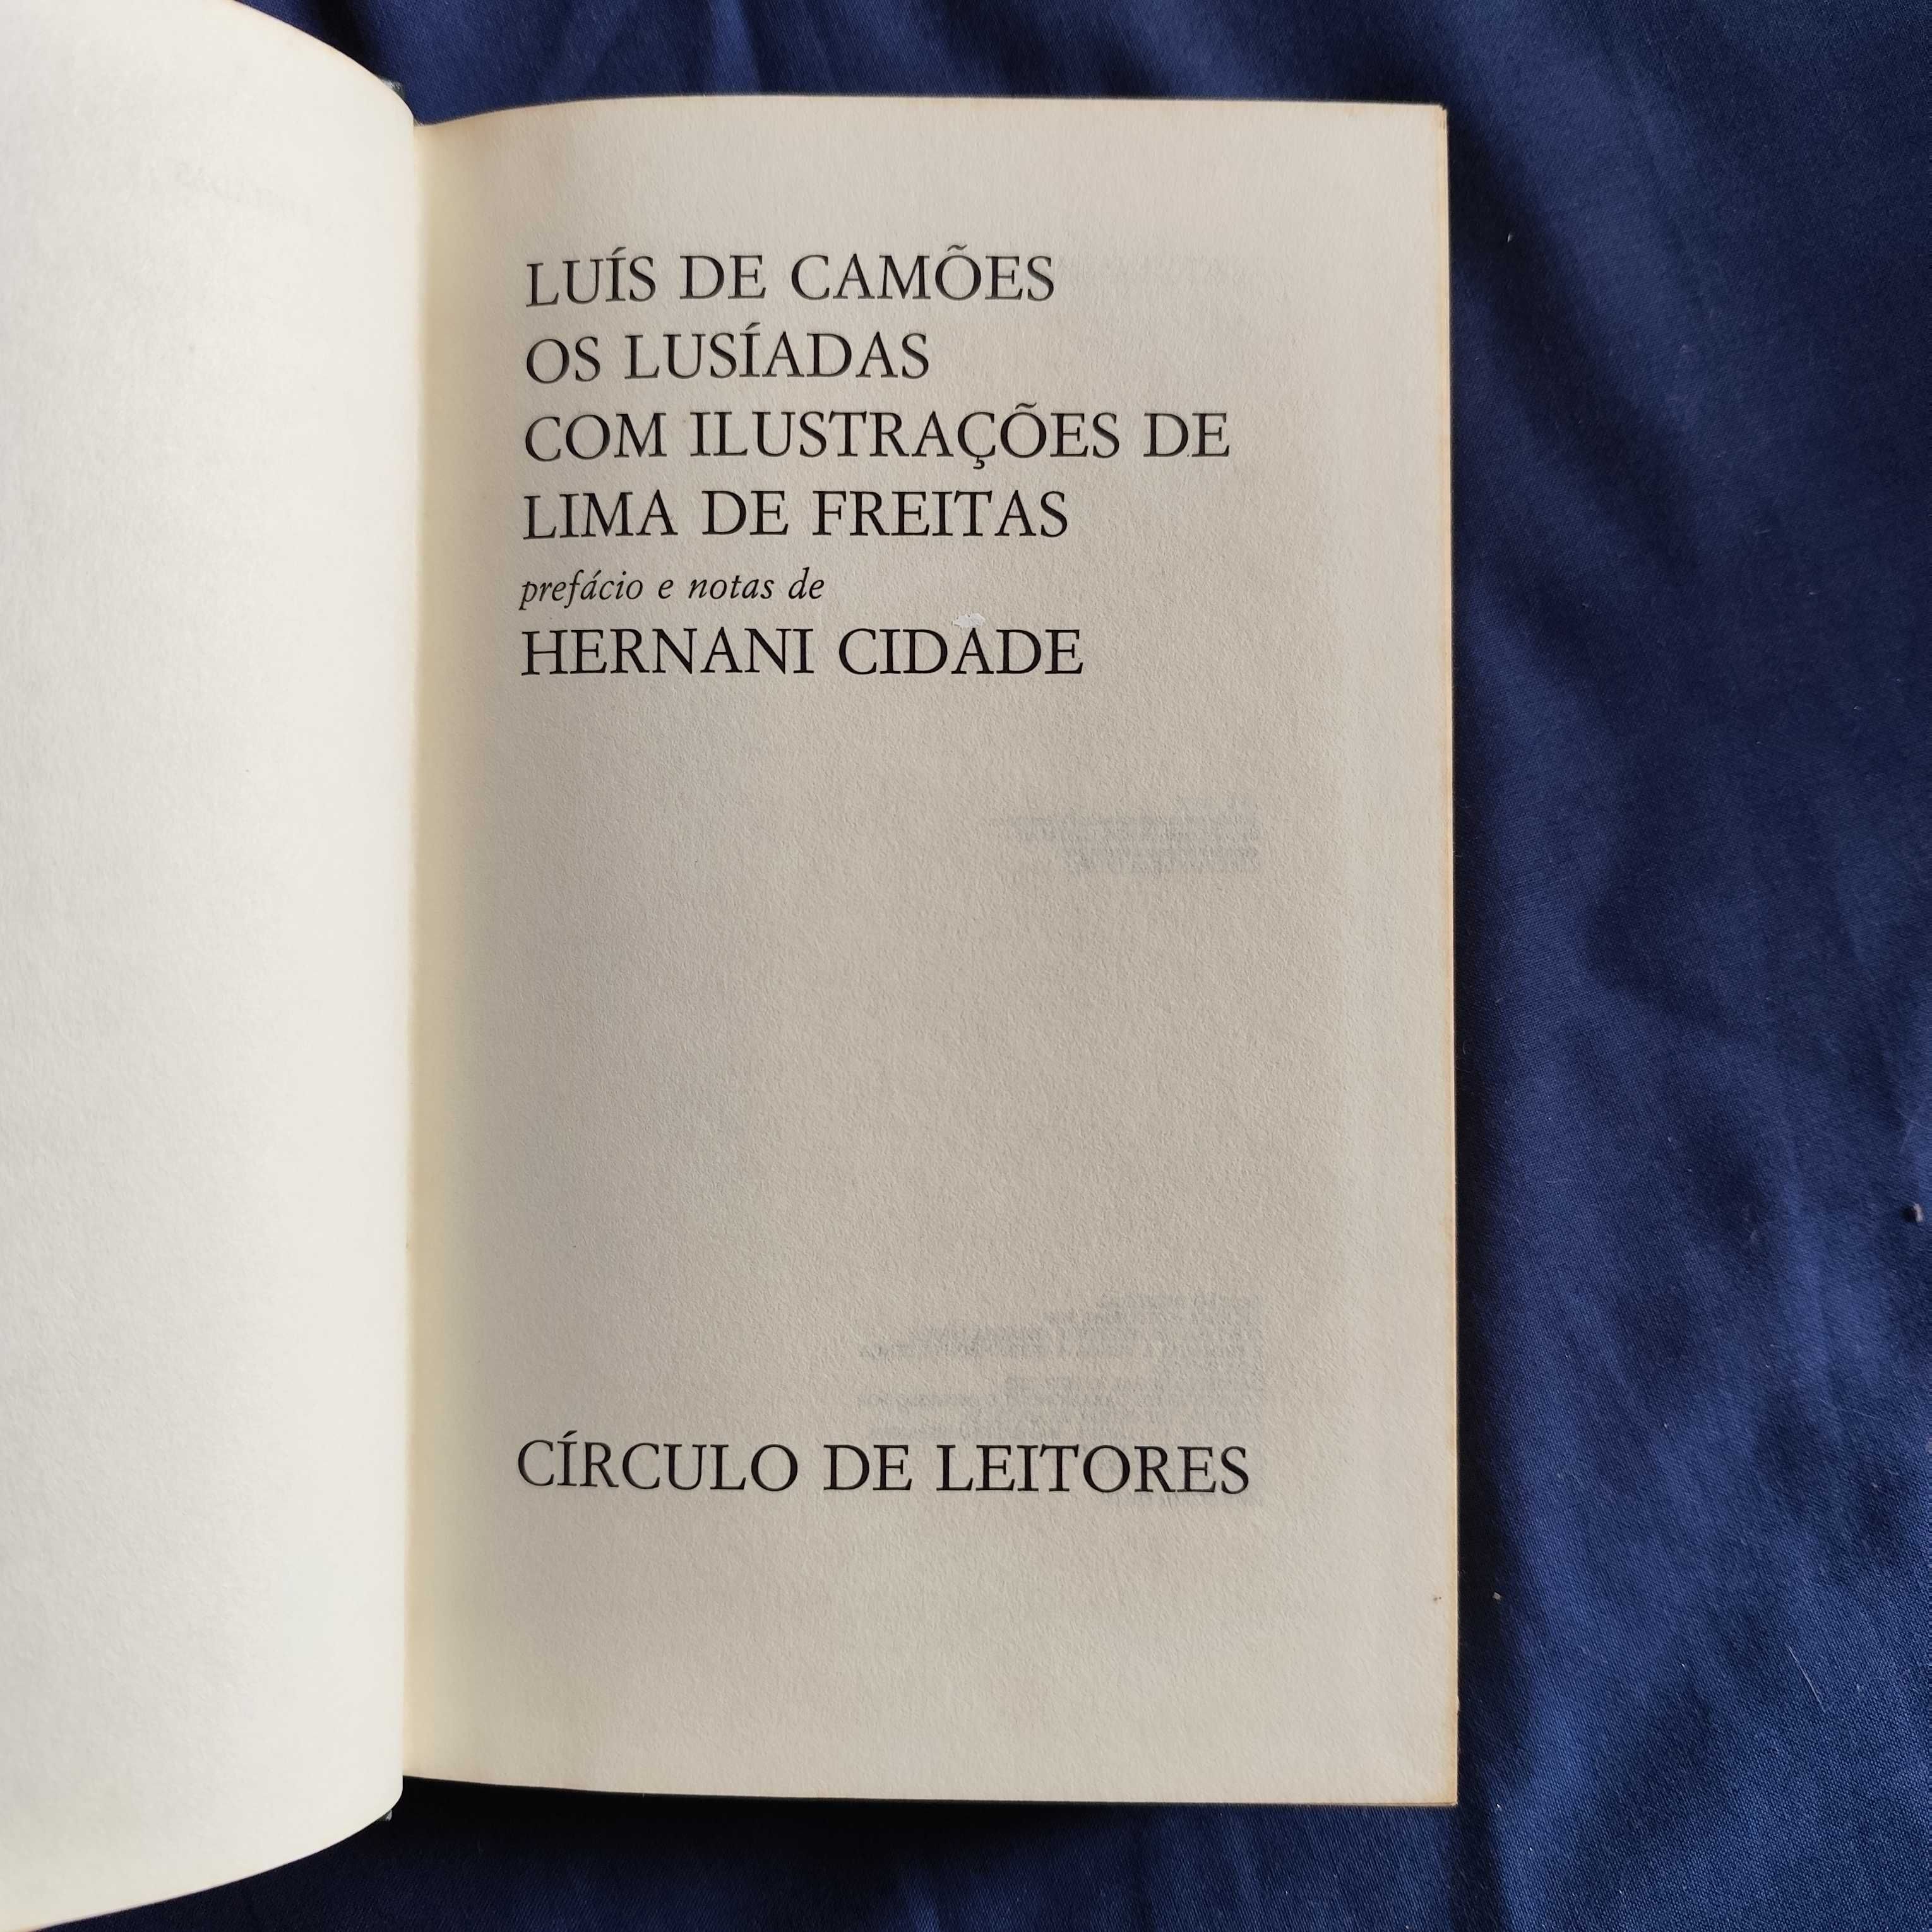 LUÍS DE CAMÕES
OS LUSÍADAS
COM ILUSTRAÇÕES DE
LIMA DE FREITAS
prefácio e notas de
HERNANI CIDADE
CÍRCULO DE LEITORES